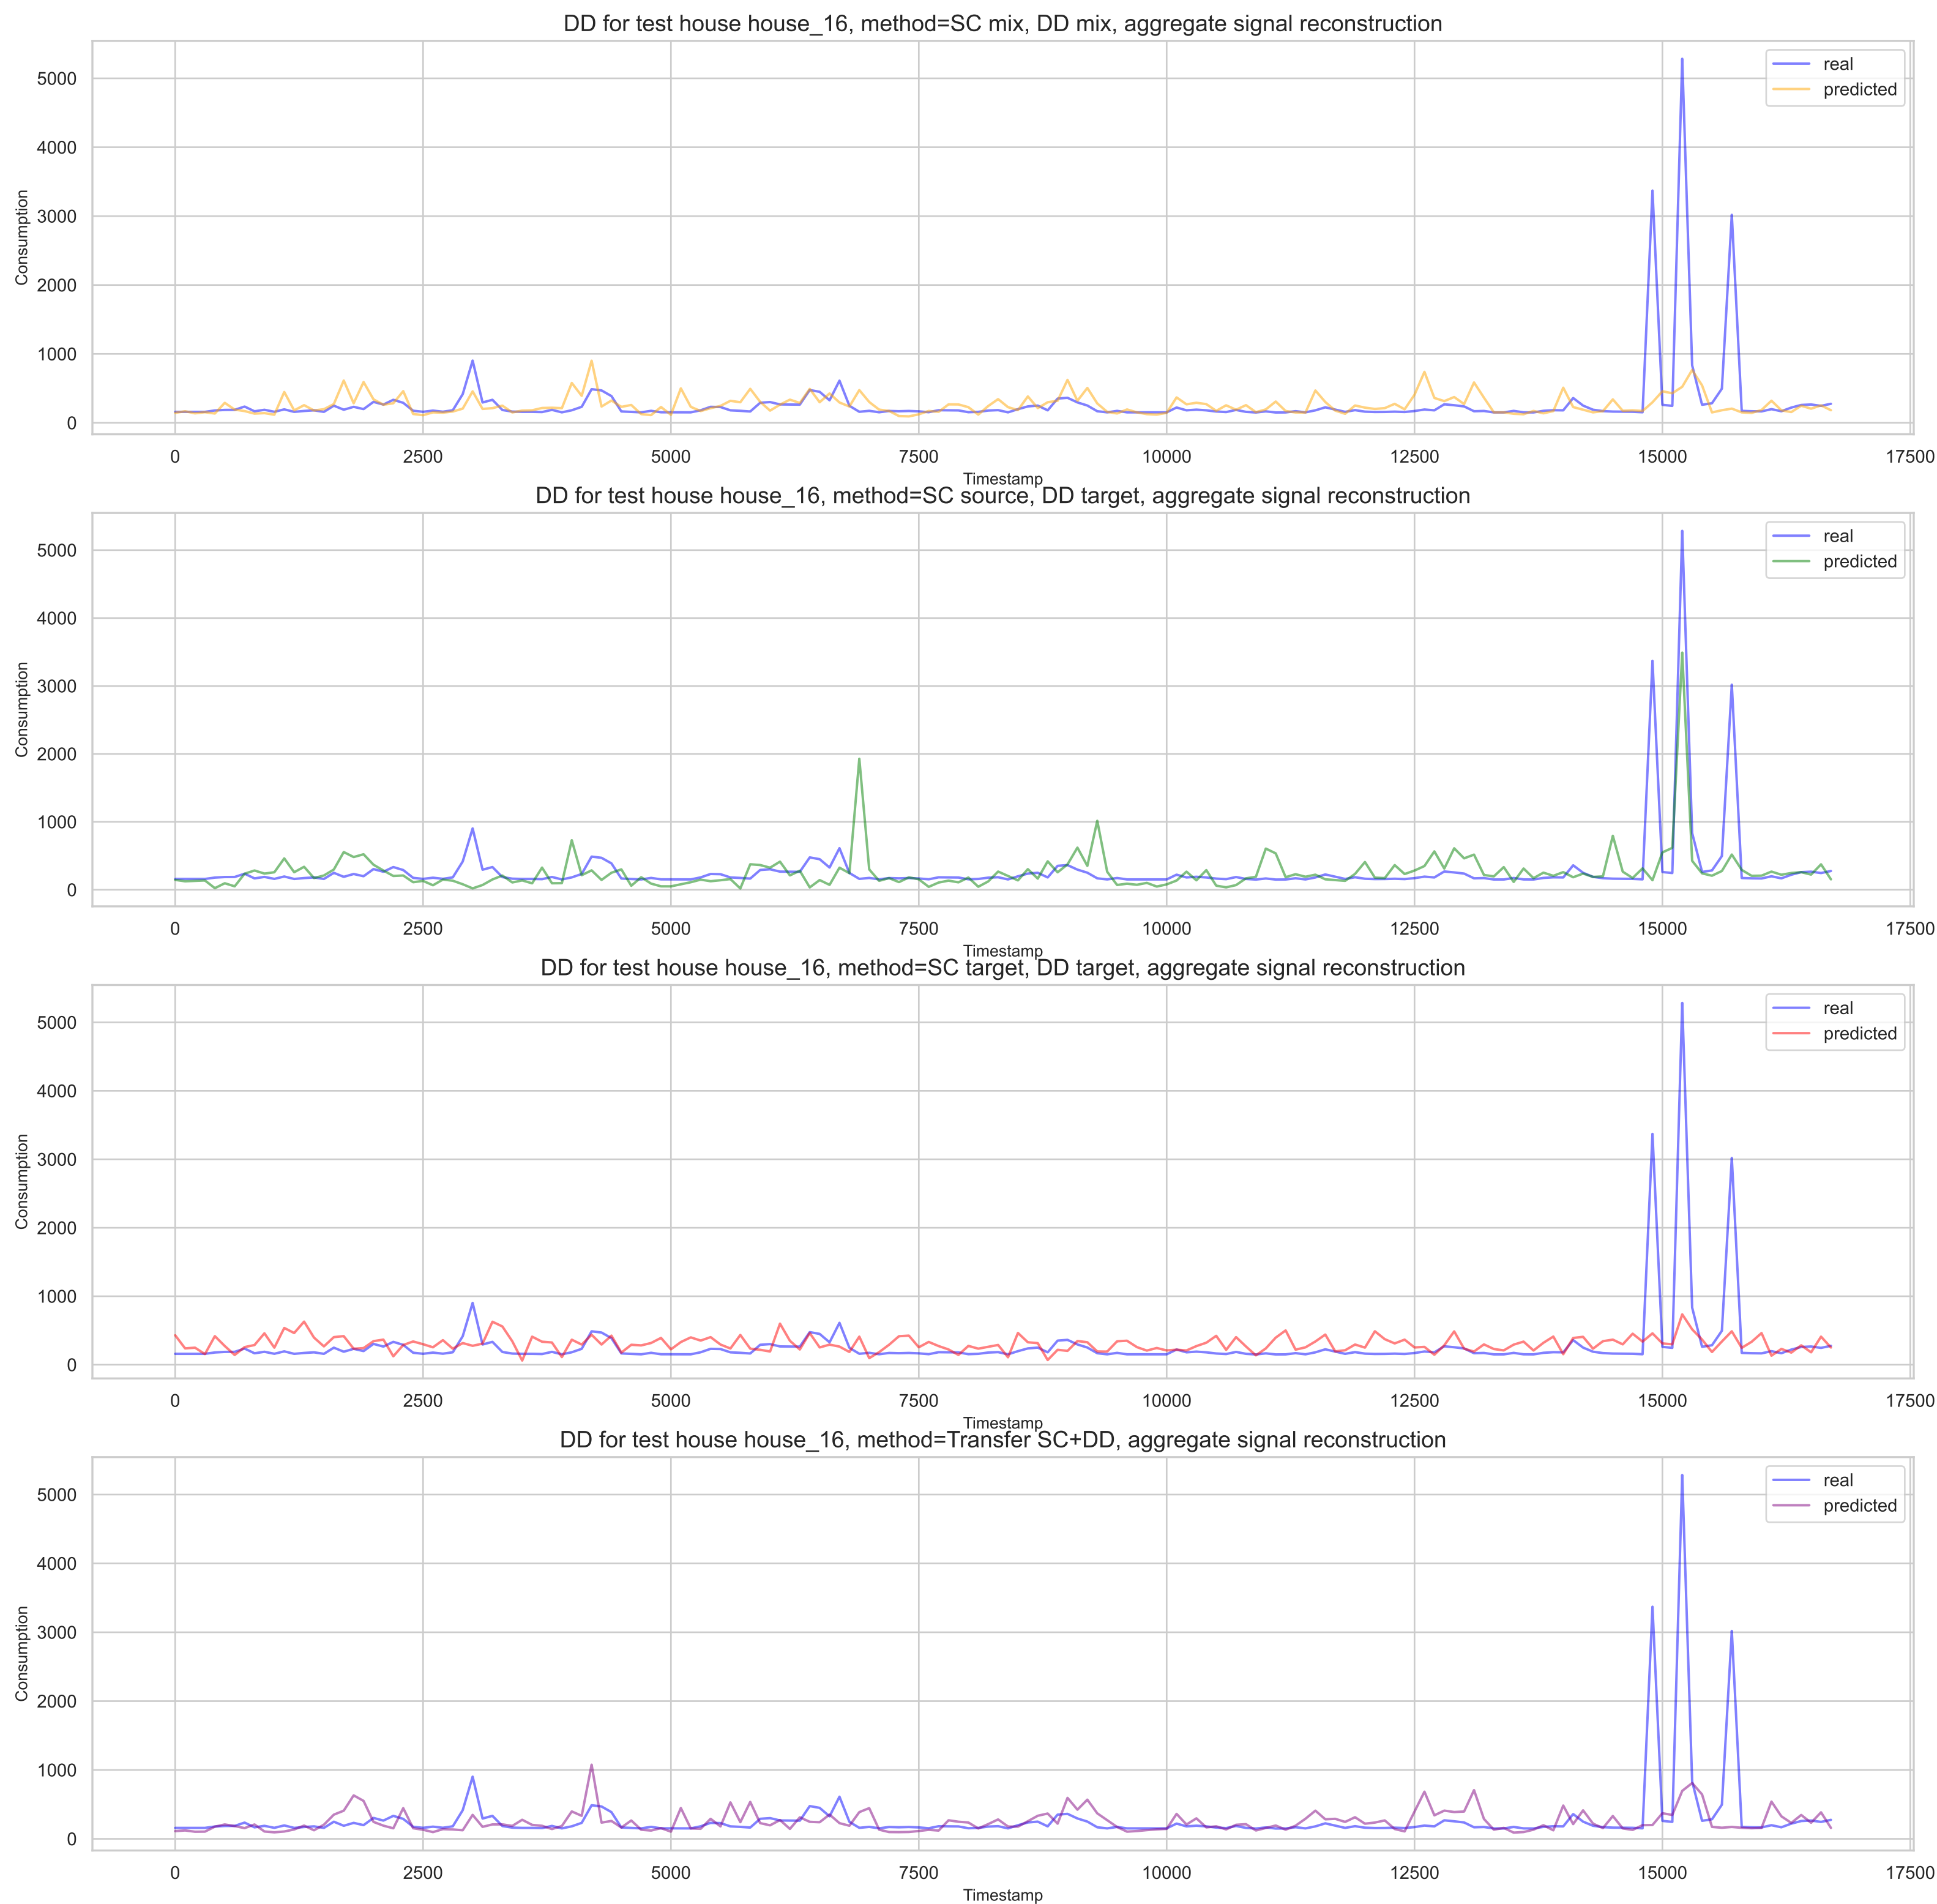 DD for test house house_16, method=SC mix, DD mix, aggregate signal reconstruction
real
predicted
5000
4000
3000
2000
1000
0
Consumption
0 2500 5000 7500 10000 12500 15000 17500
Timestamp
DD for test house house_16, method=SC source, DD target, aggregate signal reconstruction
real
predicted
5000
4000
3000
2000
1000
0
Consumption
0 2500 5000 7500 10000 12500 15000 17500
Timestamp
DD for test house house_16, method=SC target, DD target, aggregate signal reconstruction
real
predicted
5000
4000
3000
2000
1000
0
Consumption
0 2500 5000 7500 10000 12500 15000 17500
Timestamp
DD for test house house_16, method=Transfer SC+DD, aggregate signal reconstruction
real
predicted
5000
4000
3000
2000
1000
0
Consumption
0 2500 5000 7500 10000 12500 15000 17500
Timestamp